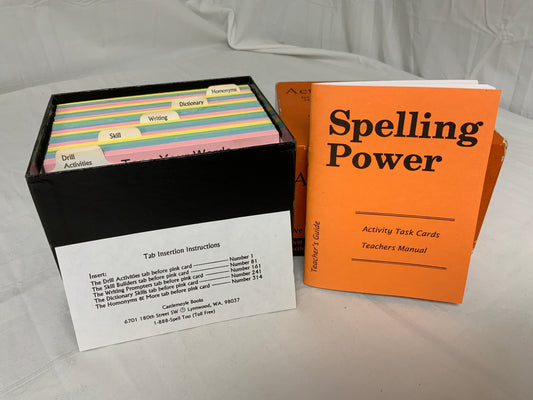 Homonyms
Dictionary
Writing
Skill
Drill
Activities
Spelling
Power
Activity Task Cards
Teachers Manual
Teacher's Guide
Tab Insertion Instructions
Insert:
The Drill Activities tab before pink card Number 1
The Skill Builders tab before pink card Number 81
The Writing Prompters tab before pink card Number 161
The Dictionary Skills tab before pink card Number 241
The Homonyms & More tab before pink card Number 314
Castlemoyle Books
6701 180th Street SW Lynnwood, WA. 98037
1-888-Spell Too (Toll Free)